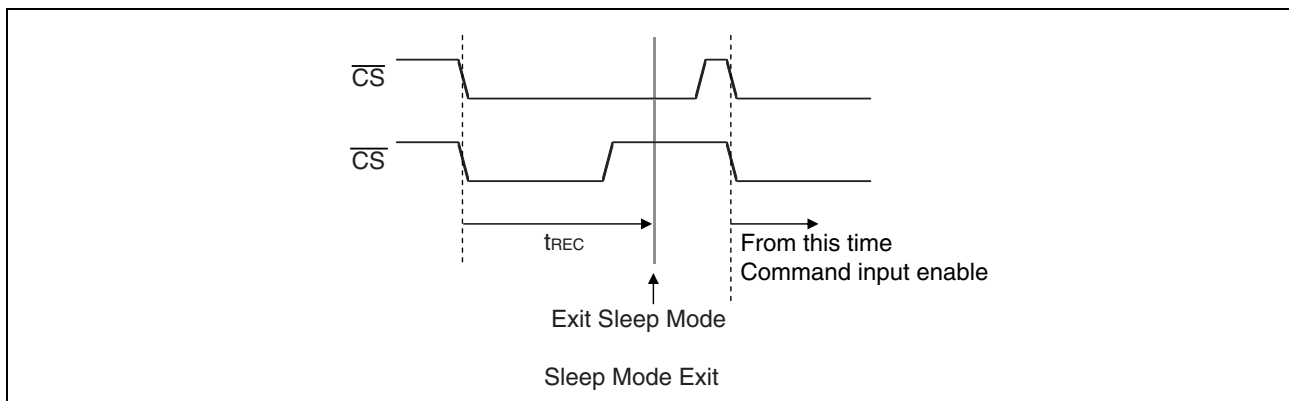 CS
CS
tREC
From this time
Command input enable
Exit Sleep Mode
Sleep Mode Exit